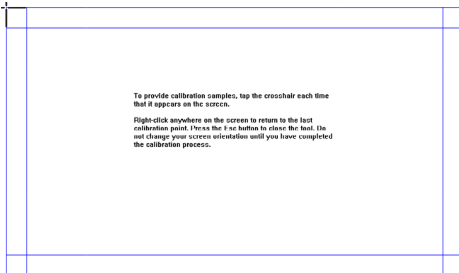 To provide calibration samples, tap the crosshair each time
that it appears on the screen.
Right-click anywhere on the screen to return to the last
calibration point. Press the Esc button to close the tool. Do
not change your screen orientation until you have completed
the calibration process.